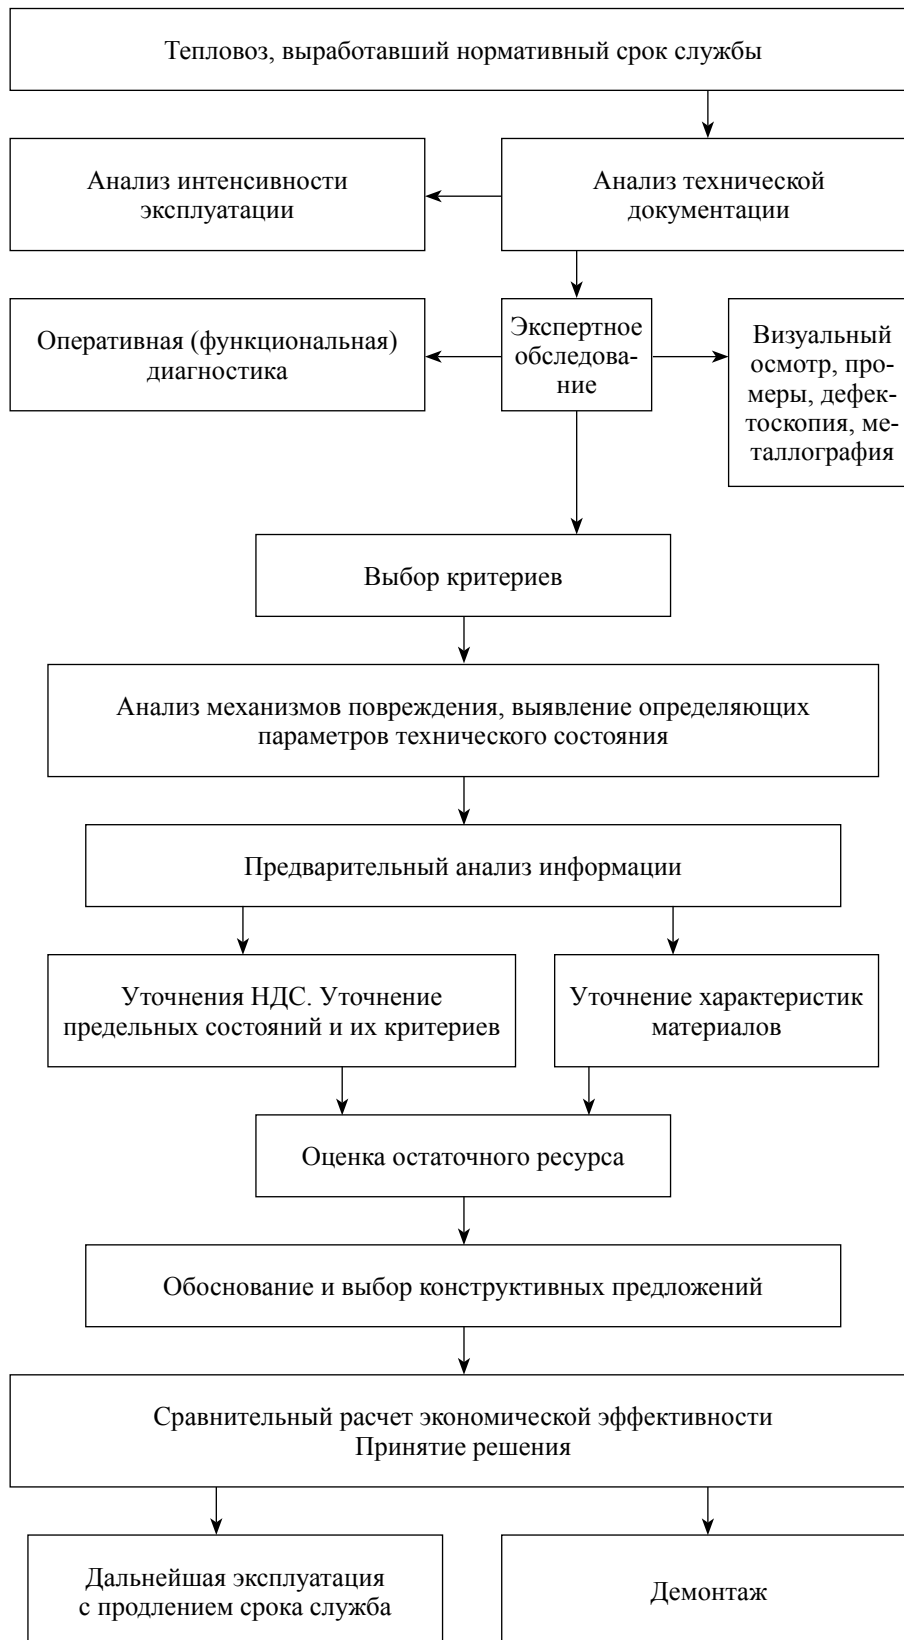 Тепловоз, выработавший нормативный срок службы
Анализ интенсивности
эксплуатации
Анализ технической
документации
Оперативная (функциональная)
диагностика
Экспертное
обследова-
ние
Визуальный
осмотр, про-
меры, дефек-
тоскопия, ме-
таллография
Выбор критериев
Анализ механизмов повреждения, выявление определяющих
параметров технического состояния
Предварительный анализ информации
Уточнения НДС. Уточнение
предельных состояний и их критериев
Уточнение характеристик
материалов
Оценка остаточного ресурса
Обоснование и выбор конструктивных предложений
Сравнительный расчет экономической эффективности
Принятие решения
Дальнейшая эксплуатация
с продлением срока служба
Демонтаж